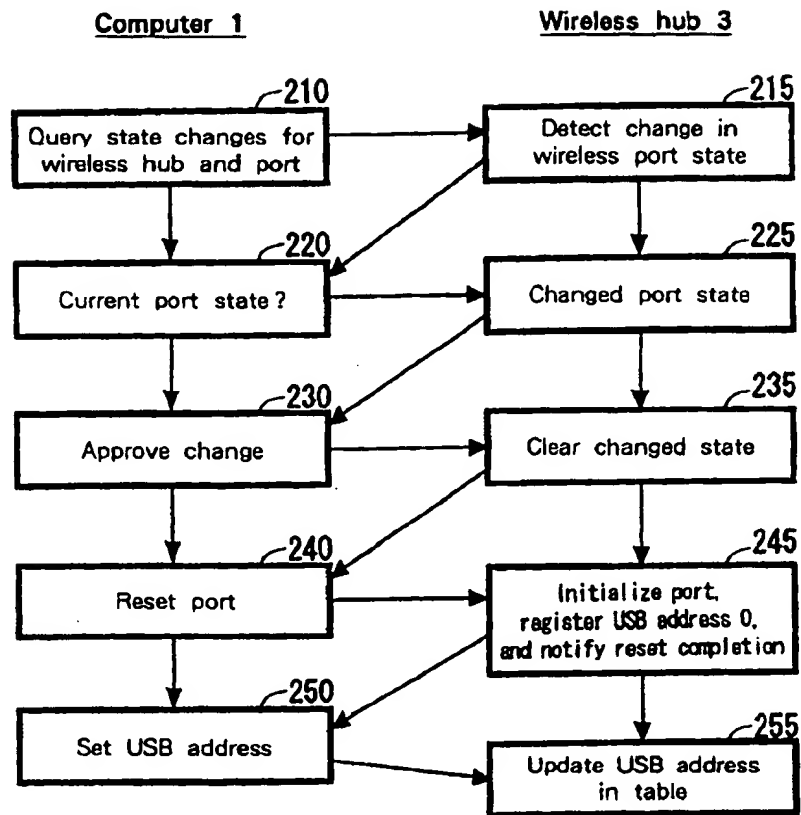 Computer 1
Wireless hub 3
210
Query state changes for
wireless hub and port
215
Detect change in
wireless port state
220
Current port state?
225
Changed port state
230
Approve change
235
Clear changed state
240
Reset port
245
Initialize port,
register USB address 0,
and notify reset completion
250
Set USB address
255
Update USB address
in table